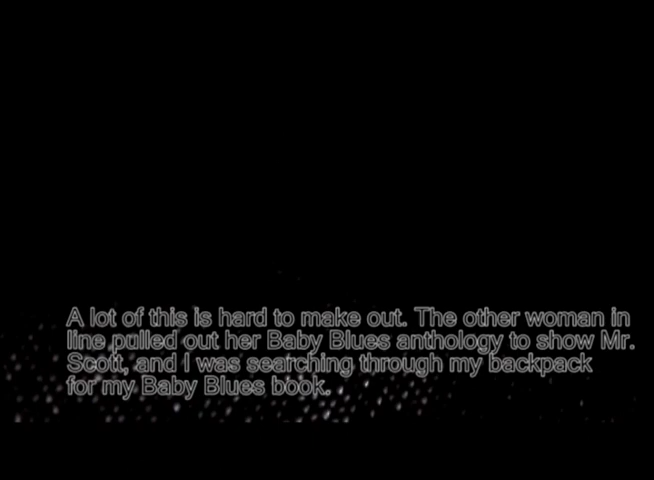 A lot of this is hard to make out. The other woman in
line pulled out her Baby Blues anthology to show Mr.
Scott, and I was searching through my backpack
for my Baby Blues book.